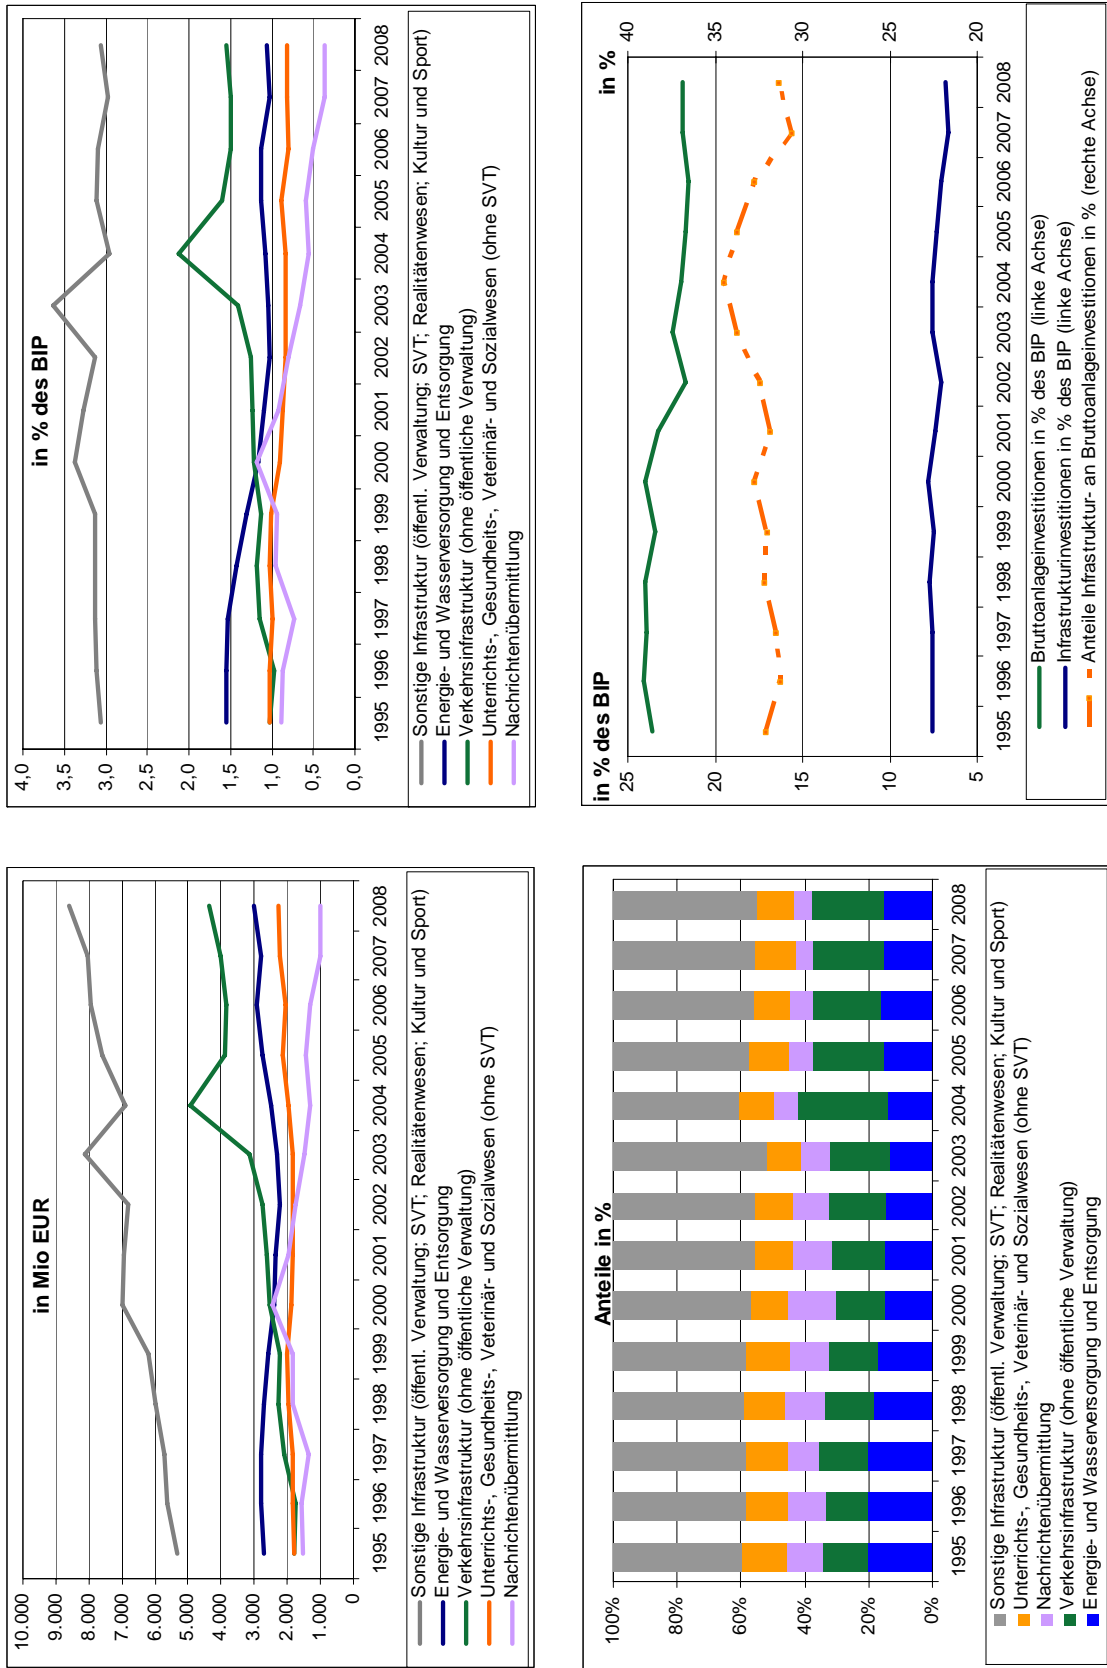 in Mio EUR
10.000
9.000
8.000
7.000
6.000
5.000
4.000
3.000
2.000
1.000
1995 1996 1997 1998 1999 2000 2001 2002 2003 2004 2005 2006 2007 2008
Sonstige Infrastruktur (öffentl. Verwaltung; SVT; Realitätenwesen; Kultur und Sport)
Energie- und Wasserversorgung und Entsorgung
Verkehrsinfrastruktur (ohne öffentliche Verwaltung)
Unterrichts-, Gesundheits-, Veterinär- und Sozialwesen (ohne SVT)
Nachrichtenübermittlung
in % des BIP
4,0
3,5
3,0
2,5
2,0
1,5
1,0
0,5
0,0
1995 1996 1997 1998 1999 2000 2001 2002 2003 2004 2005 2006 2007 2008
Sonstige Infrastruktur (öffentl. Verwaltung; SVT; Realitätenwesen; Kultur und Sport)
Energie- und Wasserversorgung und Entsorgung
Verkehrsinfrastruktur (ohne öffentliche Verwaltung)
Unterrichts-, Gesundheits-, Veterinär- und Sozialwesen (ohne SVT)
Nachrichtenübermittlung
Anteile in %
100%
80%
60%
40%
20%
0%
1995 1996 1997 1998 1999 2000 2001 2002 2003 2004 2005 2006 2007 2008
Sonstige Infrastruktur (öffentl. Verwaltung; SVT; Realitätenwesen; Kultur und Sport)
Unterrichts-, Gesundheits-, Veterinär- und Sozialwesen (ohne SVT)
Nachrichtenübermittlung
Verkehrsinfrastruktur (ohne öffentliche Verwaltung)
Energie- und Wasserversorgung und Entsorgung
in % des BIP
in %
25
20
15
10
5
40
35
30
25
20
1995 1996 1997 1998 1999 2000 2001 2002 2003 2004 2005 2006 2007 2008
Bruttoanlageinvestitionen in % des BIP (linke Achse)
Infrastrukturinvestitionen in % des BIP (linke Achse)
Anteile Infrastruktur- an Bruttoanlageinvestitionen in % (rechte Achse)